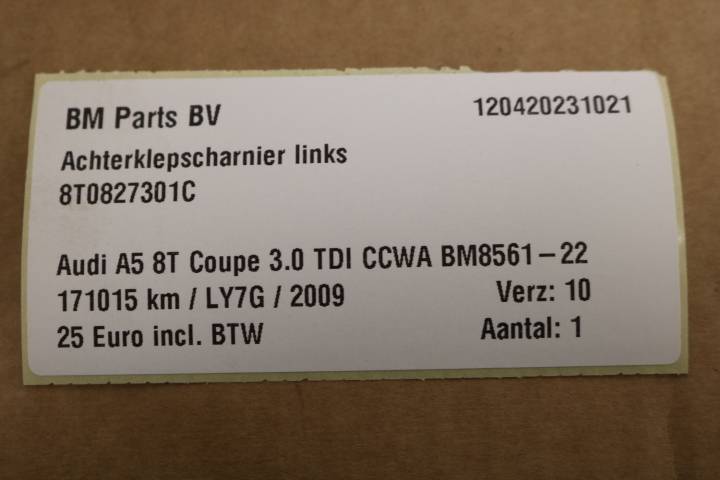 BM Parts BV 120420231021
Achterklepscharnier links
8T0827301C
Audi A5 8T Coupe 3.0 TDI CCWA BM8561-22
171015 km / LY7G / 2009 Verz: 10
25 Euro incl. BTW Aantal: 1